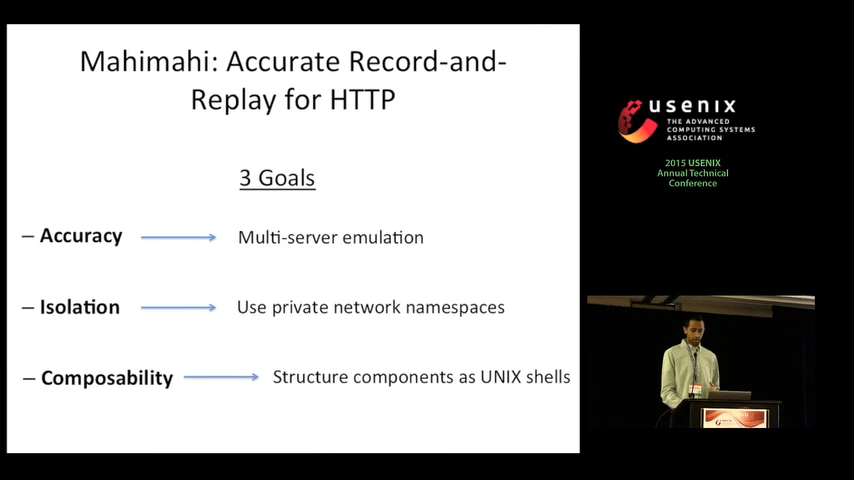 Mahimahi: Accurate Record-and-
Replay for HTTP
3 Goals
– Accuracy
Multi-server emulation
– Isolation
Use private network namespaces
– Composability
Structure components as UNIX shells
usenix
THE ADVANCED
COMPUTING SYSTEMS
ASSOCIATION
2015 USENIX
Annual Technical
Conference